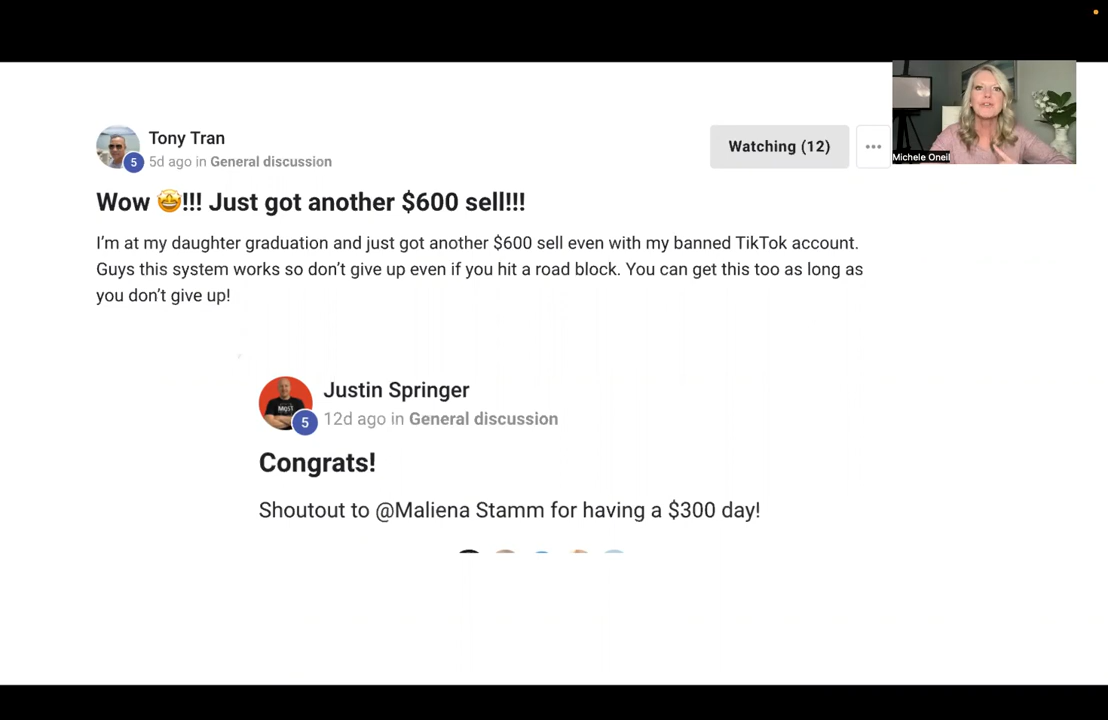 Tony Tran
5
5d ago in General discussion
Watching (12)
Michele Oneil
Wow 🤩!!! Just got another $600 sell!!!
I'm at my daughter graduation and just got another $600 sell even with my banned TikTok account.
Guys this system works so don't give up even if you hit a road block. You can get this too as long as
you don't give up!
Justin Springer
5
12d ago in General discussion
Congrats!
Shoutout to @Maliena Stamm for having a $300 day!